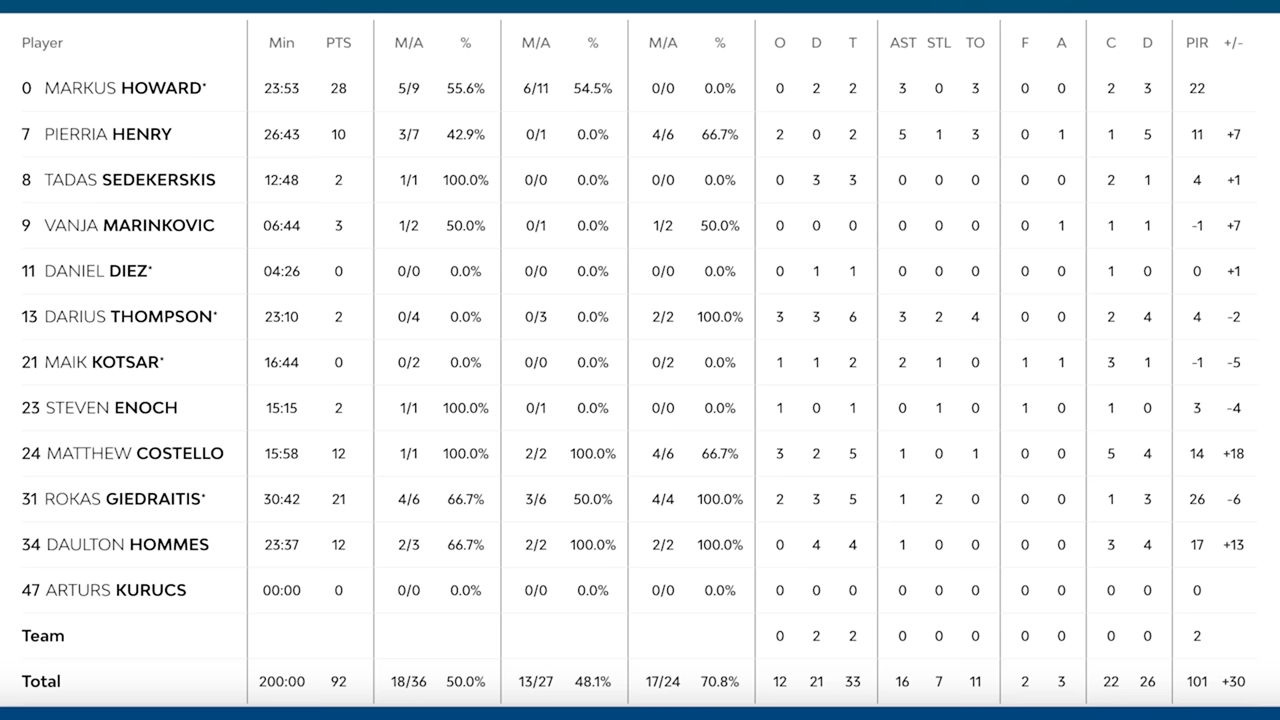 Player Min PTS M/A % M/A % M/A % O D T AST STL TO F A C D PIR +/-
0 MARKUS HOWARD* 23:53 28 5/9 55.6% 6/11 54.5% 0/0 0.0% 0 2 2 3 0 3 0 0 2 3 22
7 PIERRIA HENRY 26:43 10 3/7 42.9% 0/1 0.0% 4/6 66.7% 2 0 2 5 1 3 0 1 1 5 11 +7
8 TADAS SEDEKERSKIS 12:48 2 1/1 100.0% 0/0 0.0% 0/0 0.0% 0 3 3 0 0 0 0 0 2 1 4 +1
9 VANJA MARINKOVIC 06:44 3 1/2 50.0% 0/1 0.0% 1/2 50.0% 0 0 0 0 0 0 0 1 1 1 -1 +7
11 DANIEL DIEZ* 04:26 0 0/0 0.0% 0/0 0.0% 0/0 0.0% 0 1 1 0 0 0 0 0 1 0 0 +1
13 DARIUS THOMPSON* 23:10 2 0/4 0.0% 0/3 0.0% 2/2 100.0% 3 3 6 3 2 4 0 0 2 4 4 -2
21 MAIK KOTSAR* 16:44 0 0/2 0.0% 0/0 0.0% 0/2 0.0% 1 1 2 2 1 0 1 1 3 1 -1 -5
23 STEVEN ENOCH 15:15 2 1/1 100.0% 0/1 0.0% 0/0 0.0% 1 0 1 0 1 0 1 0 1 0 3 -4
24 MATTHEW COSTELLO 15:58 12 1/1 100.0% 2/2 100.0% 4/6 66.7% 3 2 5 1 0 1 0 0 5 4 14 +18
31 ROKAS GIEDRAITIS* 30:42 21 4/6 66.7% 3/6 50.0% 4/4 100.0% 2 3 5 1 2 0 0 0 1 3 26 -6
34 DAULTON HOMMES 23:37 12 2/3 66.7% 2/2 100.0% 2/2 100.0% 0 4 4 1 0 0 0 0 3 4 17 +13
47 ARTURS KURUCS 00:00 0 0/0 0.0% 0/0 0.0% 0/0 0.0% 0 0 0 0 0 0 0 0 0 0 0
Team 0 2 2 0 0 0 0 0 0 0 2
Total 200:00 92 18/36 50.0% 13/27 48.1% 17/24 70.8% 12 21 33 16 7 11 2 3 22 26 101 +30